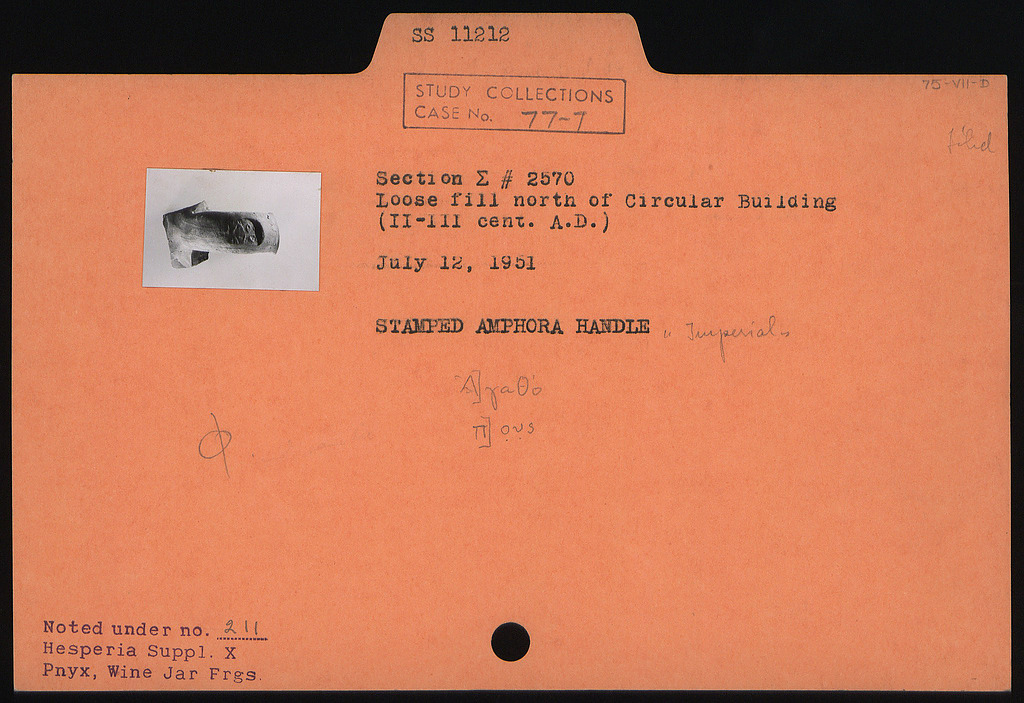 SS 11212
75-VII-D
STUDY COLLECTIONS
CASE No. 77-7
filed
Section Σ # 2570
Loose fill north of Circular Building
(II-III cent. A.D.)
July 12, 1951
STAMPED AMPHORA HANDLE "Imperial"
Ἀ]γαθό
π]ους
φ
Noted under no. 211
Hesperia Suppl. X
Pnyx, Wine Jar Frgs.